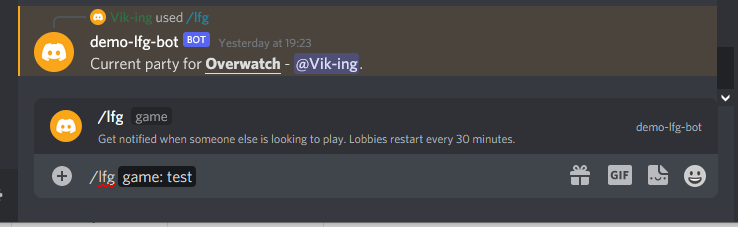 Vik-ing used /lfg
demo-lfg-bot BOT Yesterday at 19:23
Current party for Overwatch - @Vik-ing.
/lfg game
Get notified when someone else is looking to play. Lobbies restart every 30 minutes.
demo-lfg-bot
/lfg game: test
GIF